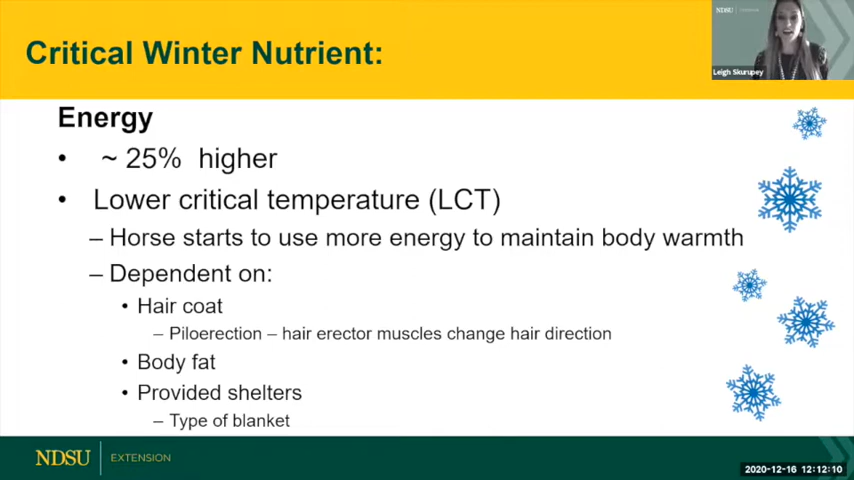 Critical Winter Nutrient:
NDSU EXTENSION
Leigh Skurupey
Energy
• ~ 25% higher
• Lower critical temperature (LCT)
– Horse starts to use more energy to maintain body warmth
– Dependent on:
• Hair coat
– Piloerection – hair erector muscles change hair direction
• Body fat
• Provided shelters
– Type of blanket
NDSU EXTENSION
2020-12-16 12:12:10